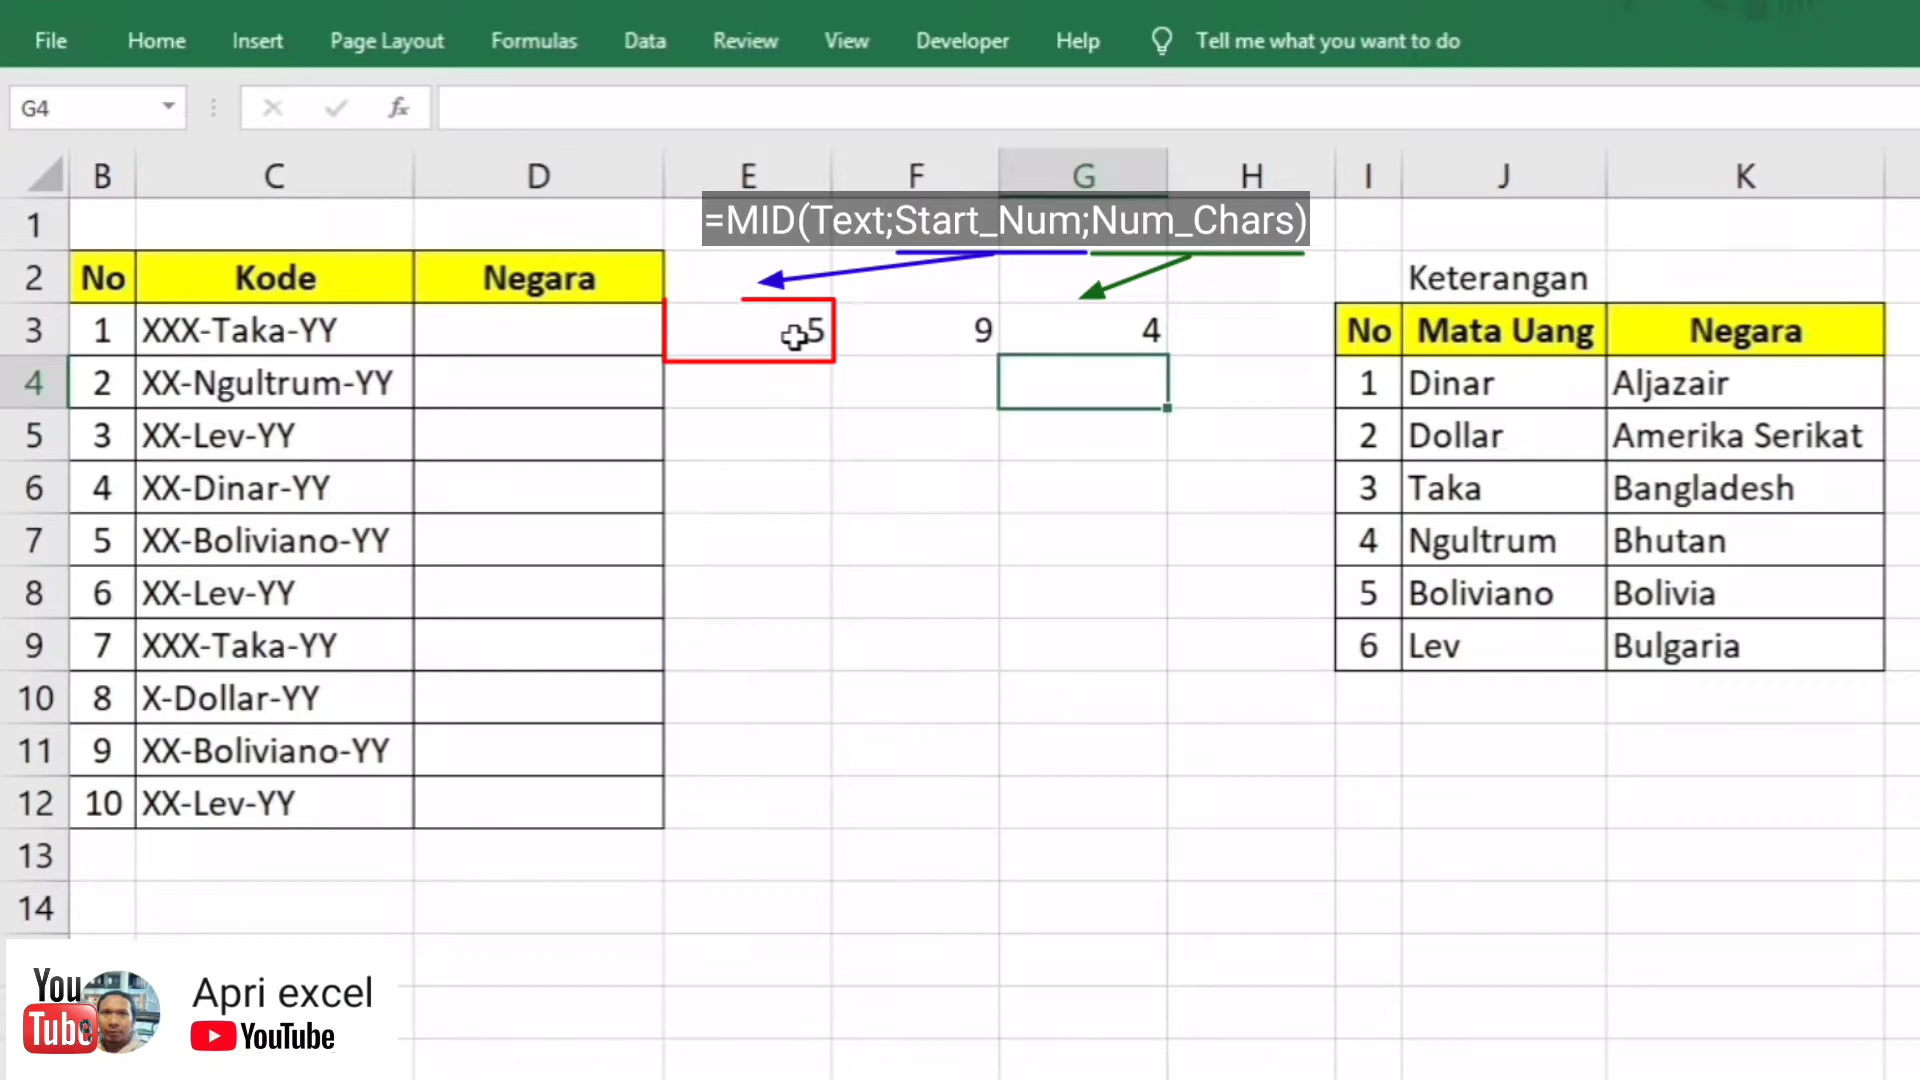 File Home Insert Page Layout Formulas Data Review View Developer Help Tell me what you want to do
G4 fx
B C D E F G H I J K
=MID(Text;Start_Num;Num_Chars)
1
2 No Kode Negara Keterangan
3 1 XXX-Taka-YY 5 9 4 No Mata Uang Negara
4 2 XX-Ngultrum-YY 1 Dinar Aljazair
5 3 XX-Lev-YY 2 Dollar Amerika Serikat
6 4 XX-Dinar-YY 3 Taka Bangladesh
7 5 XX-Boliviano-YY 4 Ngultrum Bhutan
8 6 XX-Lev-YY 5 Boliviano Bolivia
9 7 XXX-Taka-YY 6 Lev Bulgaria
10 8 X-Dollar-YY
11 9 XX-Boliviano-YY
12 10 XX-Lev-YY
13
14
You Tube
Apri excel
YouTube